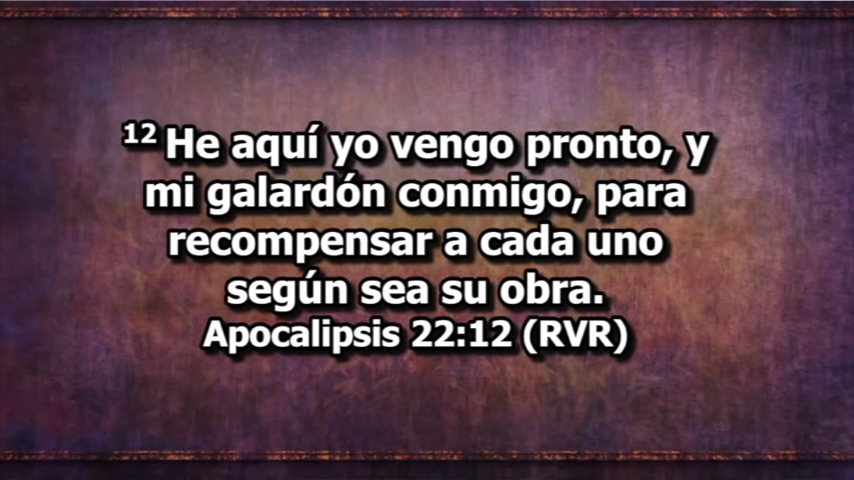 12 He aquí yo vengo pronto, y
mi galardón conmigo, para
recompensar a cada uno
según sea su obra.
Apocalipsis 22:12 (RVR)